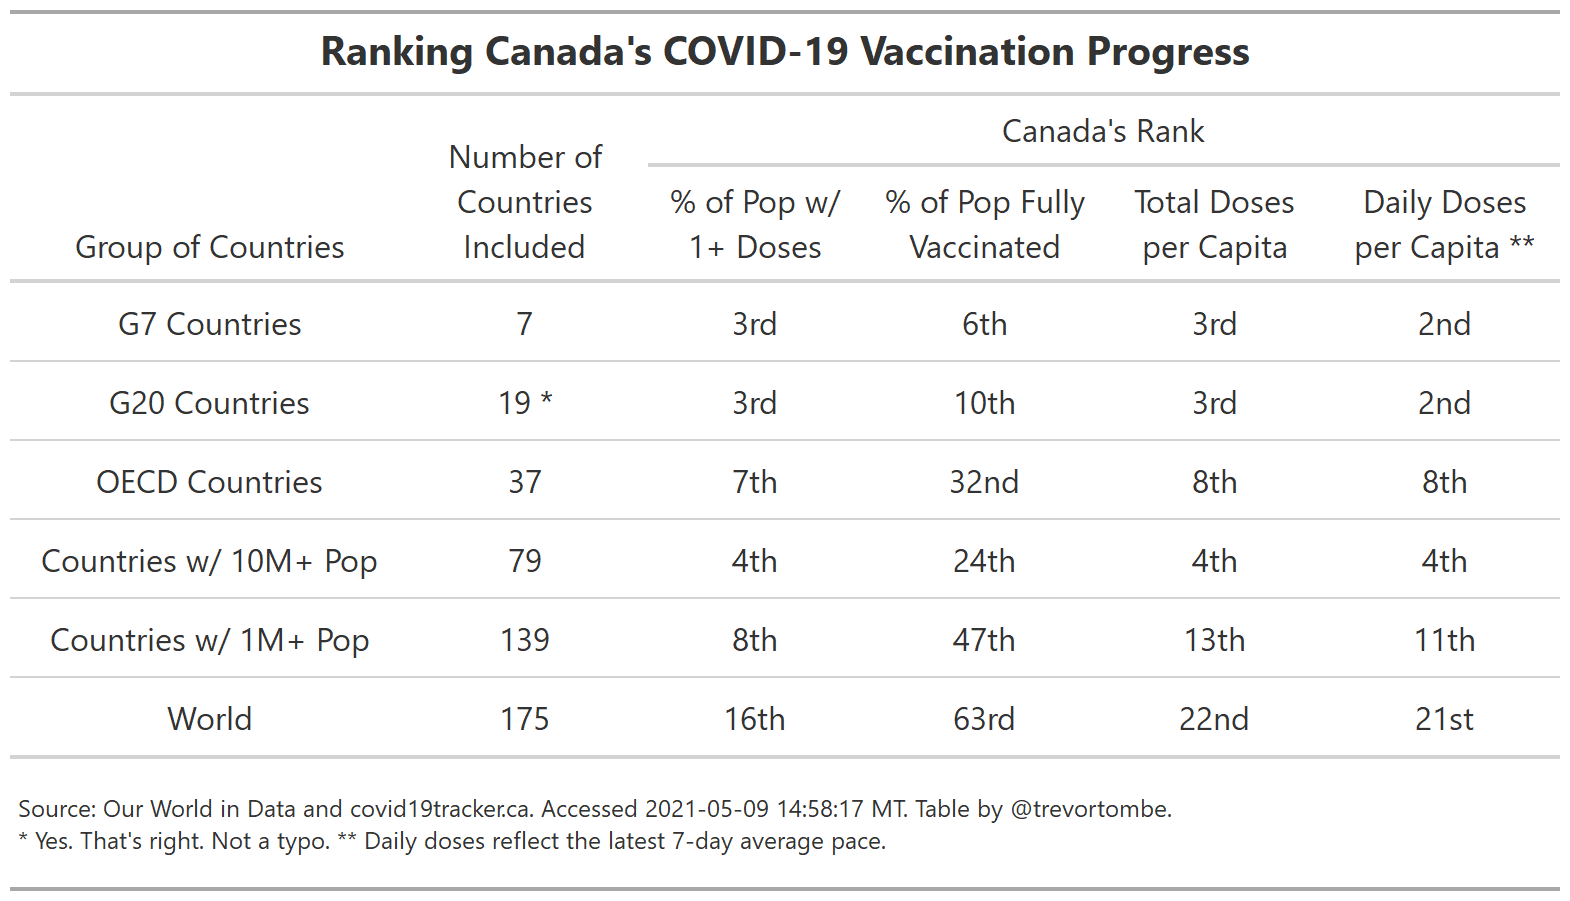 Ranking Canada's COVID-19 Vaccination Progress
Canada's Rank
Group of Countries
Number of
Countries
Included
% of Pop w/
1+ Doses
% of Pop Fully
Vaccinated
Total Doses
per Capita
Daily Doses
per Capita **
G7 Countries 7 3rd 6th 3rd 2nd
G20 Countries 19 * 3rd 10th 3rd 2nd
OECD Countries 37 7th 32nd 8th 8th
Countries w/ 10M+ Pop 79 4th 24th 4th 4th
Countries w/ 1M+ Pop 139 8th 47th 13th 11th
World 175 16th 63rd 22nd 21st
Source: Our World in Data and covid19tracker.ca. Accessed 2021-05-09 14:58:17 MT. Table by @trevortombe.
* Yes. That's right. Not a typo. ** Daily doses reflect the latest 7-day average pace.